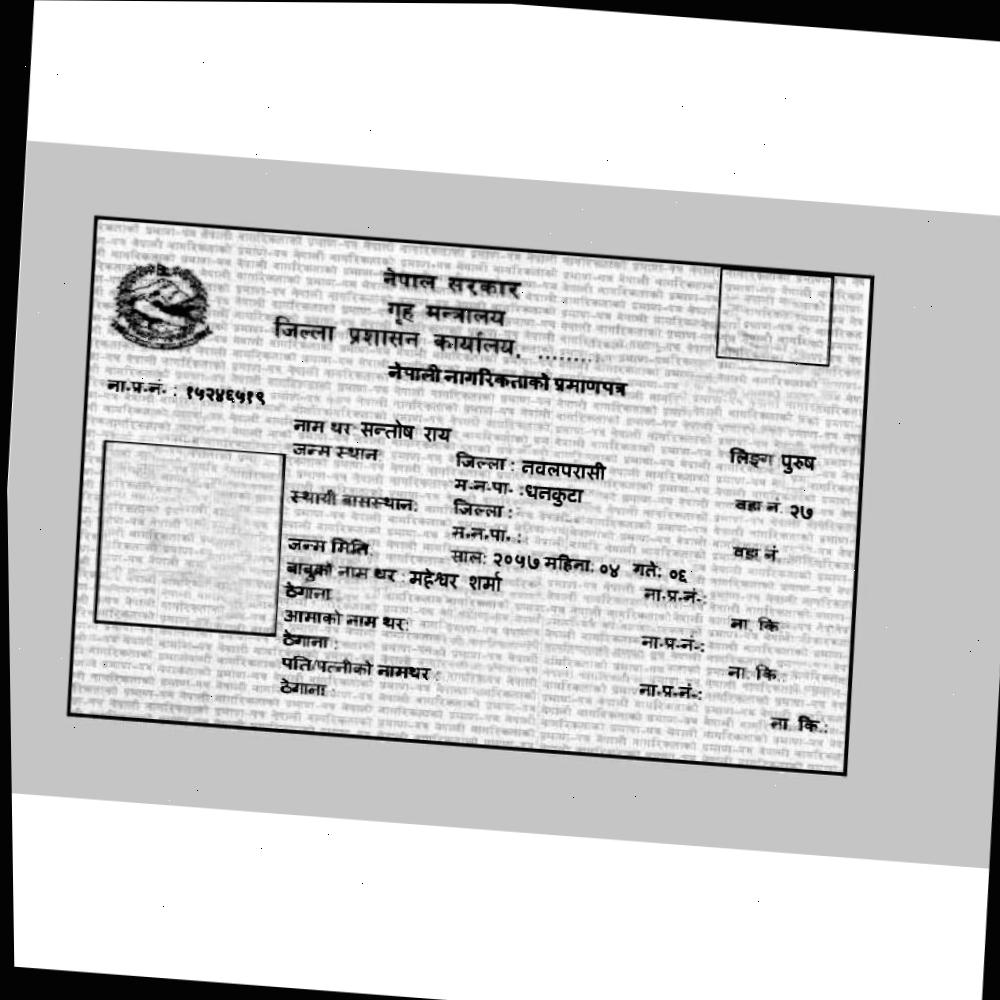 नेपाल सरकार
गृह मन्त्रालय
जिल्ला प्रशासन कार्यालय, .........
नेपाली नागरिकताको प्रमाणपत्र
ना.प्र.नं. : १५२४६५१९
नाम थर: सन्तोष राय लिङ्ग पुरुष
जन्म स्थान: जिल्ला : नवलपरासी
म.न.पा. :धनकुटा वडा नं. २७
स्थायी बासस्थान: जिल्ला :
म.न.पा. : वडा नं.
जन्म मिति: साल: २०५७ महिना: ०४ गते: ०६
बाबुको नाम थर : महेश्वर शर्मा ना.प्र.नं.:
ठेगाना : ना. कि
आमाको नाम थर: ना.प्र.नं.:
ठेगाना : ना. कि.:
पति/पत्नीको नामथर : ना.प्र.नं.:
ठेगाना : ना. कि.: